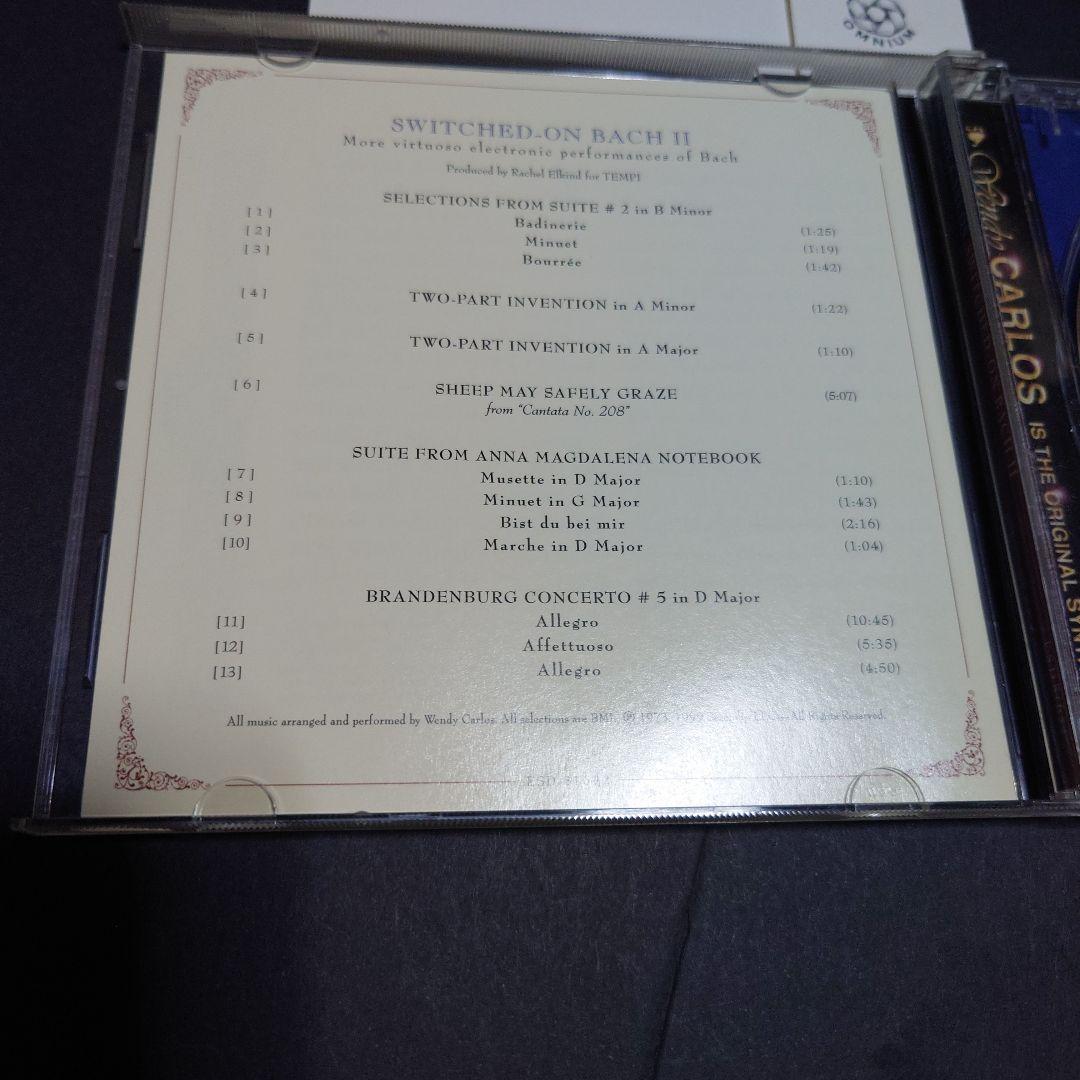 OMNIUM
SWITCHED-ON BACH II
More virtuoso electronic performances of Bach
Produced by Rachel Elkind for TEMPI
SELECTIONS FROM SUITE # 2 in B Minor
[1] Badinerie (1:25)
[2] Minuet (1:19)
[3] Bourrée (1:42)
[4] TWO-PART INVENTION in A Minor (1:22)
[5] TWO-PART INVENTION in A Major (1:10)
[6] SHEEP MAY SAFELY GRAZE (5:07)
from "Cantata No. 208"
SUITE FROM ANNA MAGDALENA NOTEBOOK
[7] Musette in D Major (1:10)
[8] Minuet in G Major (1:43)
[9] Bist du bei mir (2:16)
[10] Marche in D Major (1:04)
BRANDENBURG CONCERTO # 5 in D Major
[11] Allegro (10:45)
[12] Affettuoso (5:35)
[13] Allegro (4:50)
All music arranged and performed by Wendy Carlos. All selections are BMI. ℗ 1973, All Rights Reserved.
ESD
Wendy CARLOS IS THE ORIGINAL